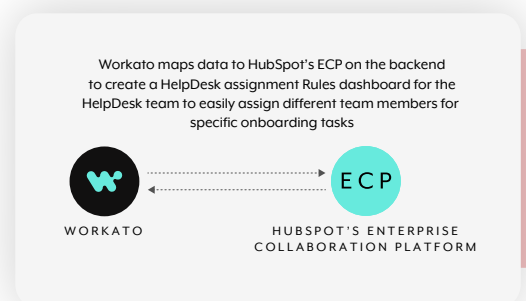 Workato maps data to HubSpot's ECP on the backend
to create a HelpDesk assignment Rules dashboard for the
HelpDesk team to easily assign different team members for
specific onboarding tasks
W
ECP
WORKATO
HUBSPOT'S ENTERPRISE
COLLABORATION PLATFORM